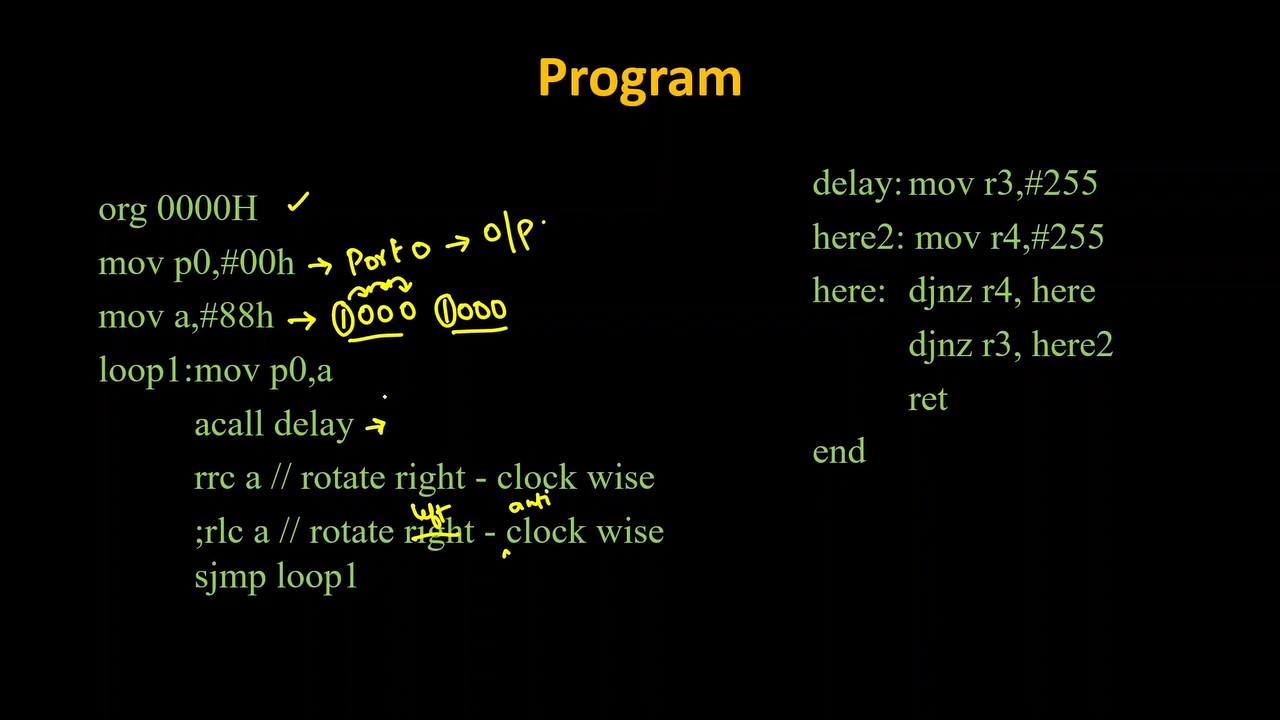 Program
org 0000H ✓
mov p0,#00h → Port 0 → O/P.
mov a,#88h → 1000 1000
loop1:mov p0,a
acall delay →
rrc a // rotate right - clock wise
left anti
;rlc a // rotate right - clock wise
sjmp loop1
delay: mov r3,#255
here2: mov r4,#255
here: djnz r4, here
djnz r3, here2
ret
end